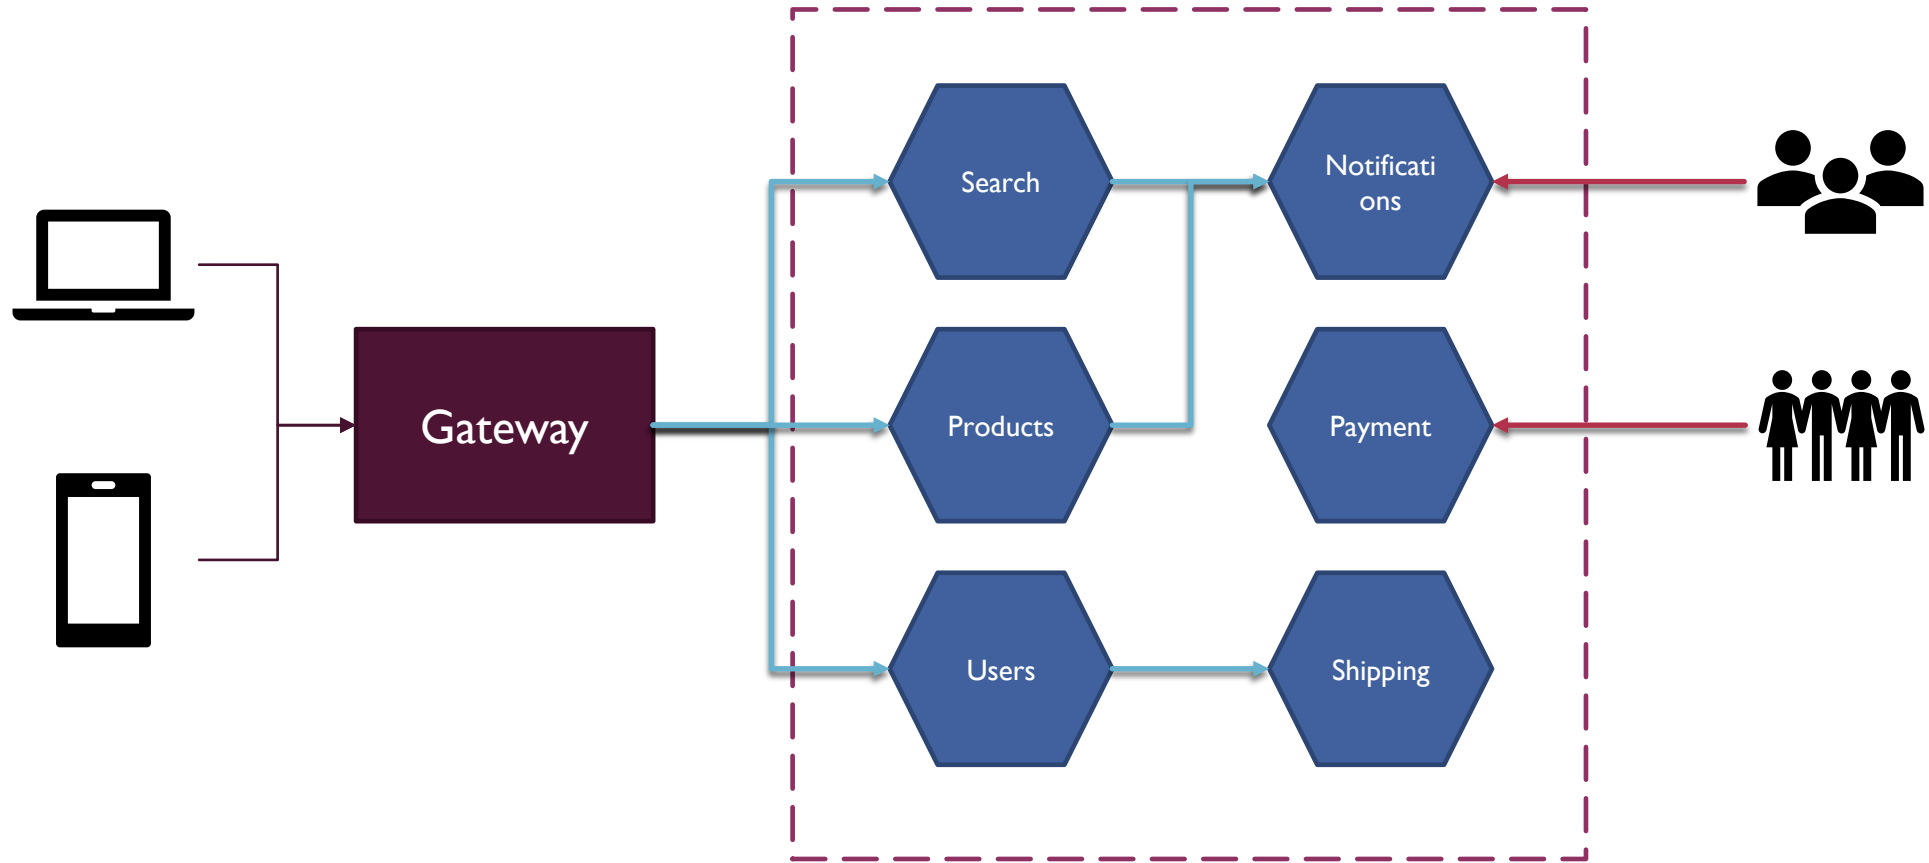 Search
Notificati
ons
Gateway
Products
Payment
Users
Shipping